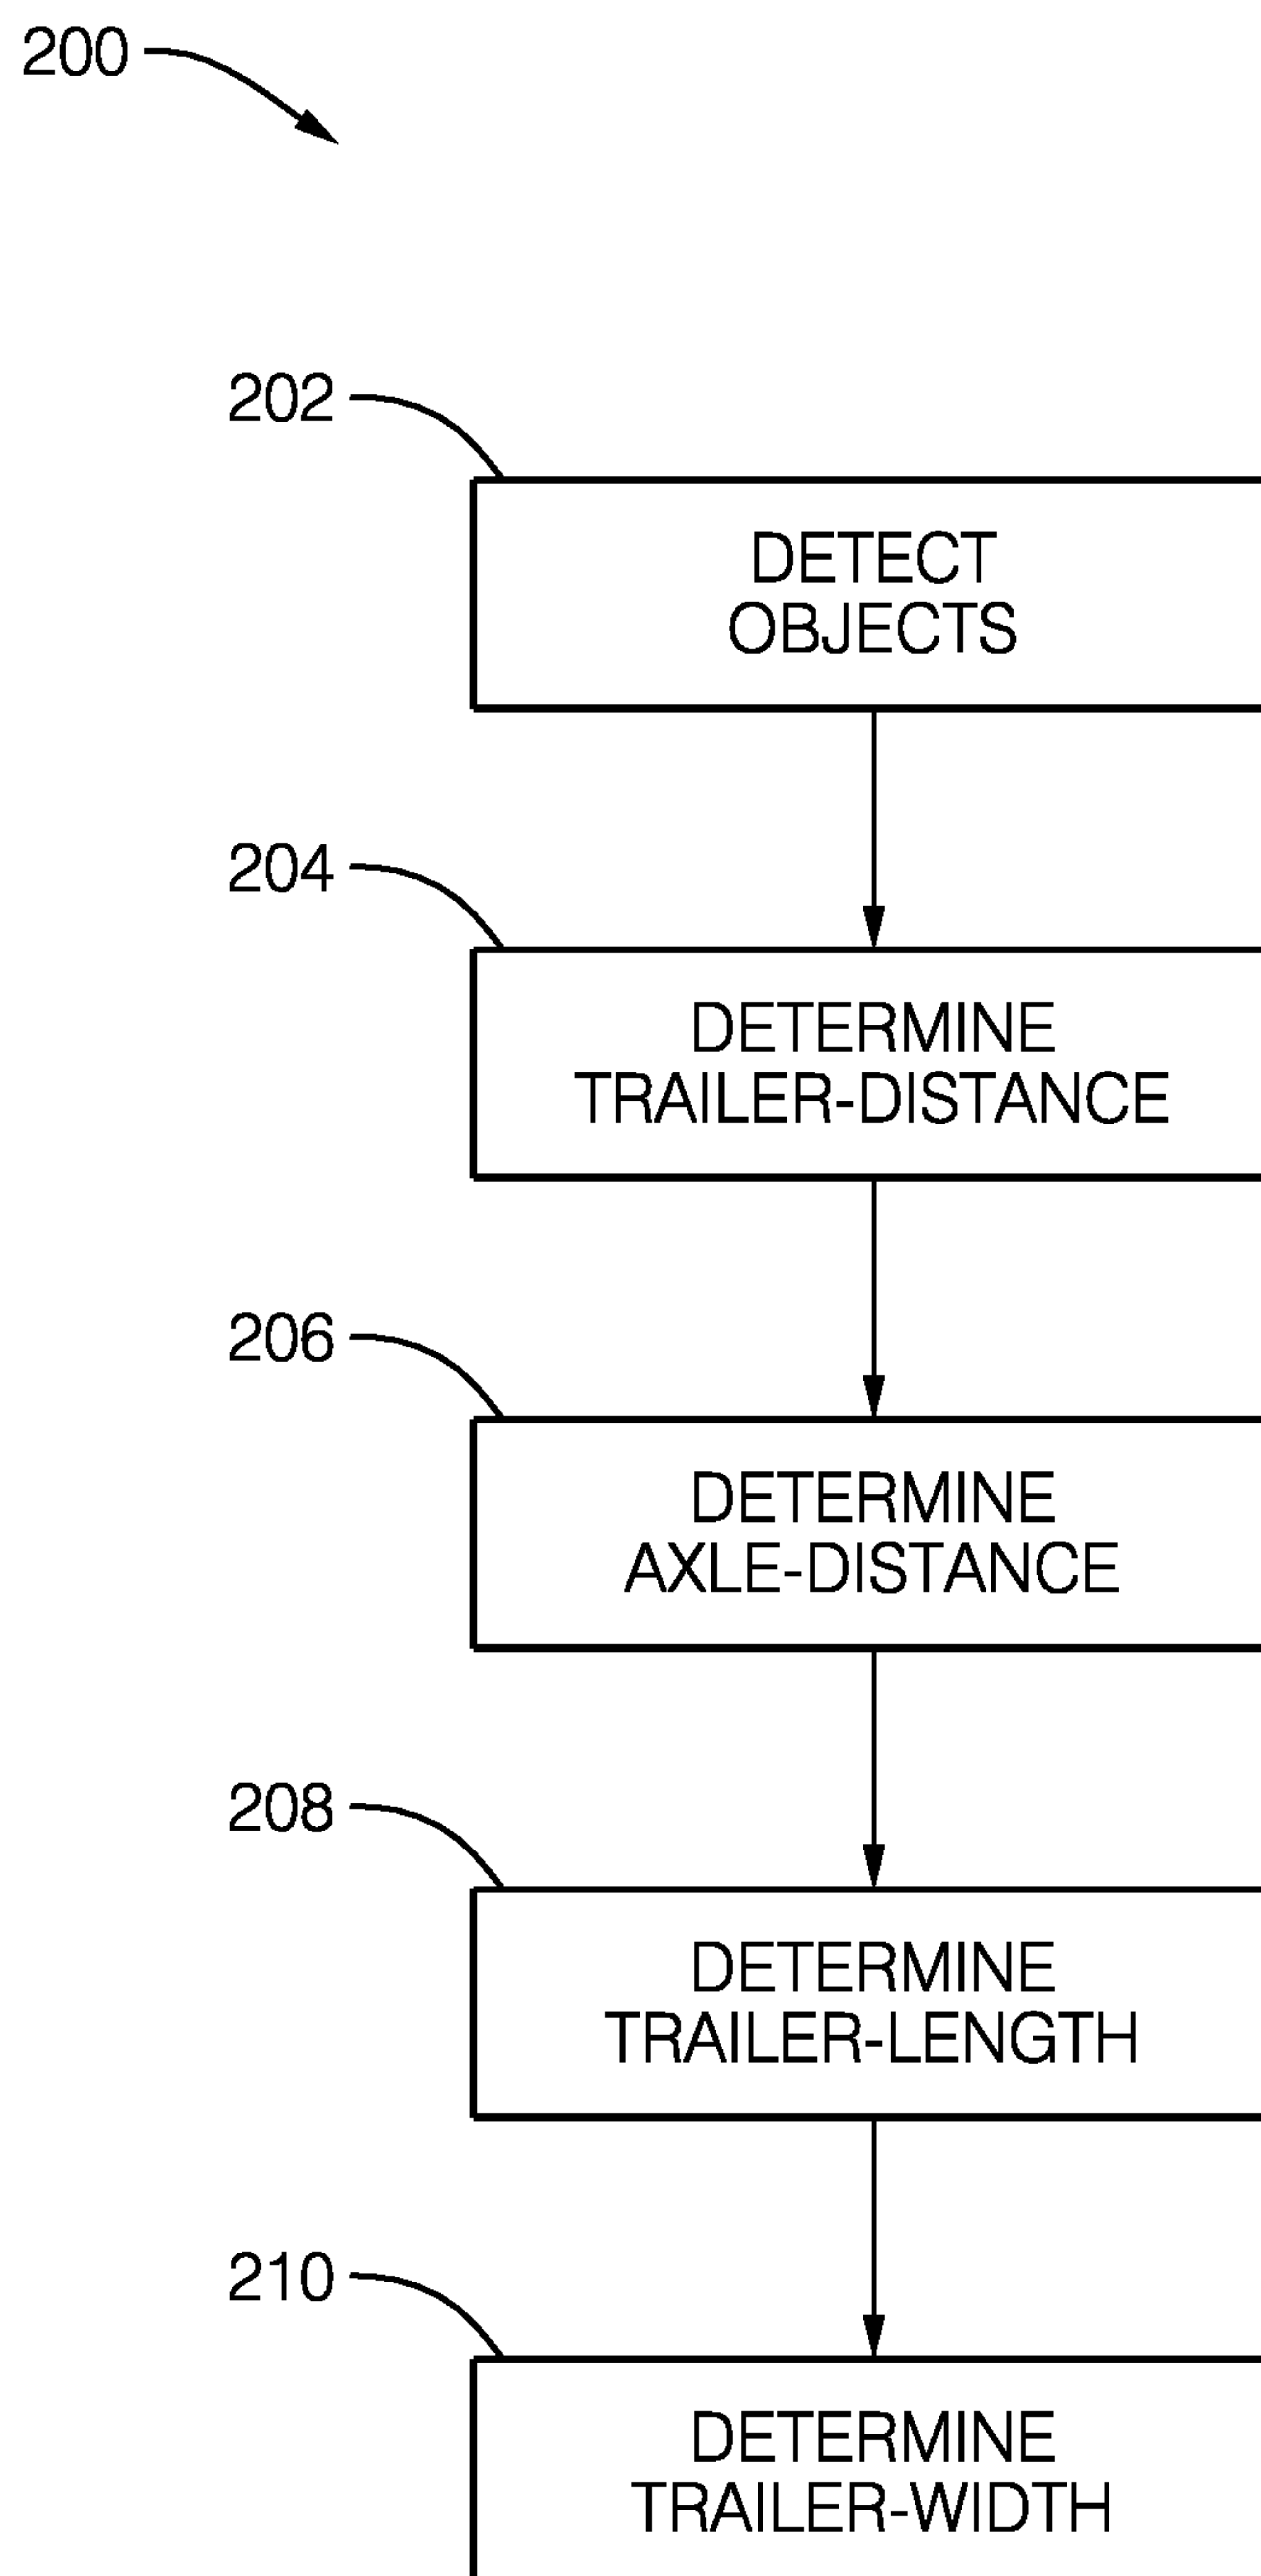 200
202
DETECT
OBJECTS
204
DETERMINE
TRAILER-DISTANCE
206
DETERMINE
AXLE-DISTANCE
208
DETERMINE
TRAILER-LENGTH
210
DETERMINE
TRAILER-WIDTH